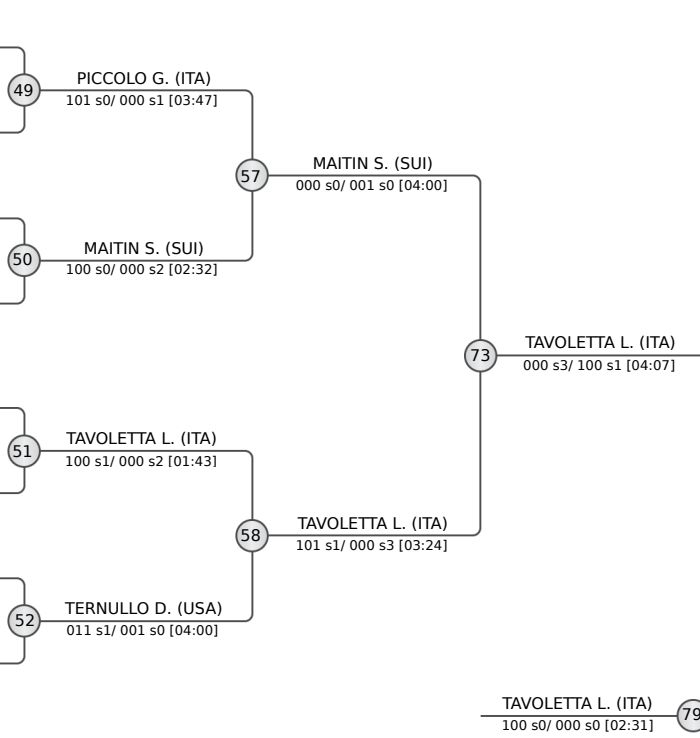 49
PICCOLO G. (ITA)
101 s0/ 000 s1 [03:47]
57
MAITIN S. (SUI)
000 s0/ 001 s0 [04:00]
50
MAITIN S. (SUI)
100 s0/ 000 s2 [02:32]
73
TAVOLETTA L. (ITA)
000 s3/ 100 s1 [04:07]
51
TAVOLETTA L. (ITA)
100 s1/ 000 s2 [01:43]
58
TAVOLETTA L. (ITA)
101 s1/ 000 s3 [03:24]
52
TERNULLO D. (USA)
011 s1/ 001 s0 [04:00]
TAVOLETTA L. (ITA)
100 s0/ 000 s0 [02:31]
79